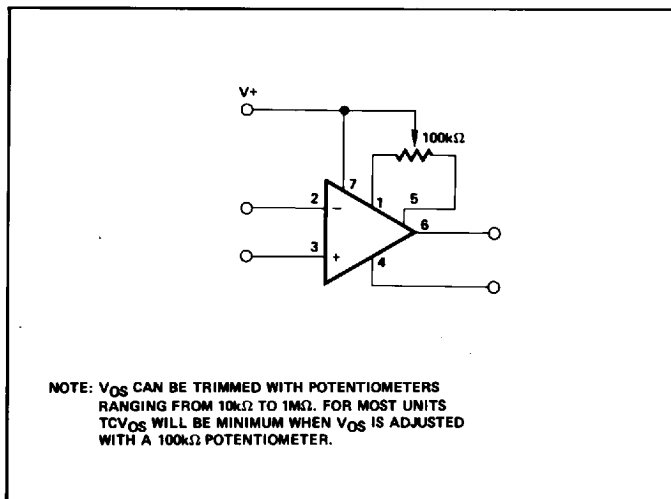 V+
100kΩ
7
2
−
1
5
6
3
+
4
NOTE: VOS CAN BE TRIMMED WITH POTENTIOMETERS
RANGING FROM 10kΩ TO 1MΩ. FOR MOST UNITS
TCVOS WILL BE MINIMUM WHEN VOS IS ADJUSTED
WITH A 100kΩ POTENTIOMETER.